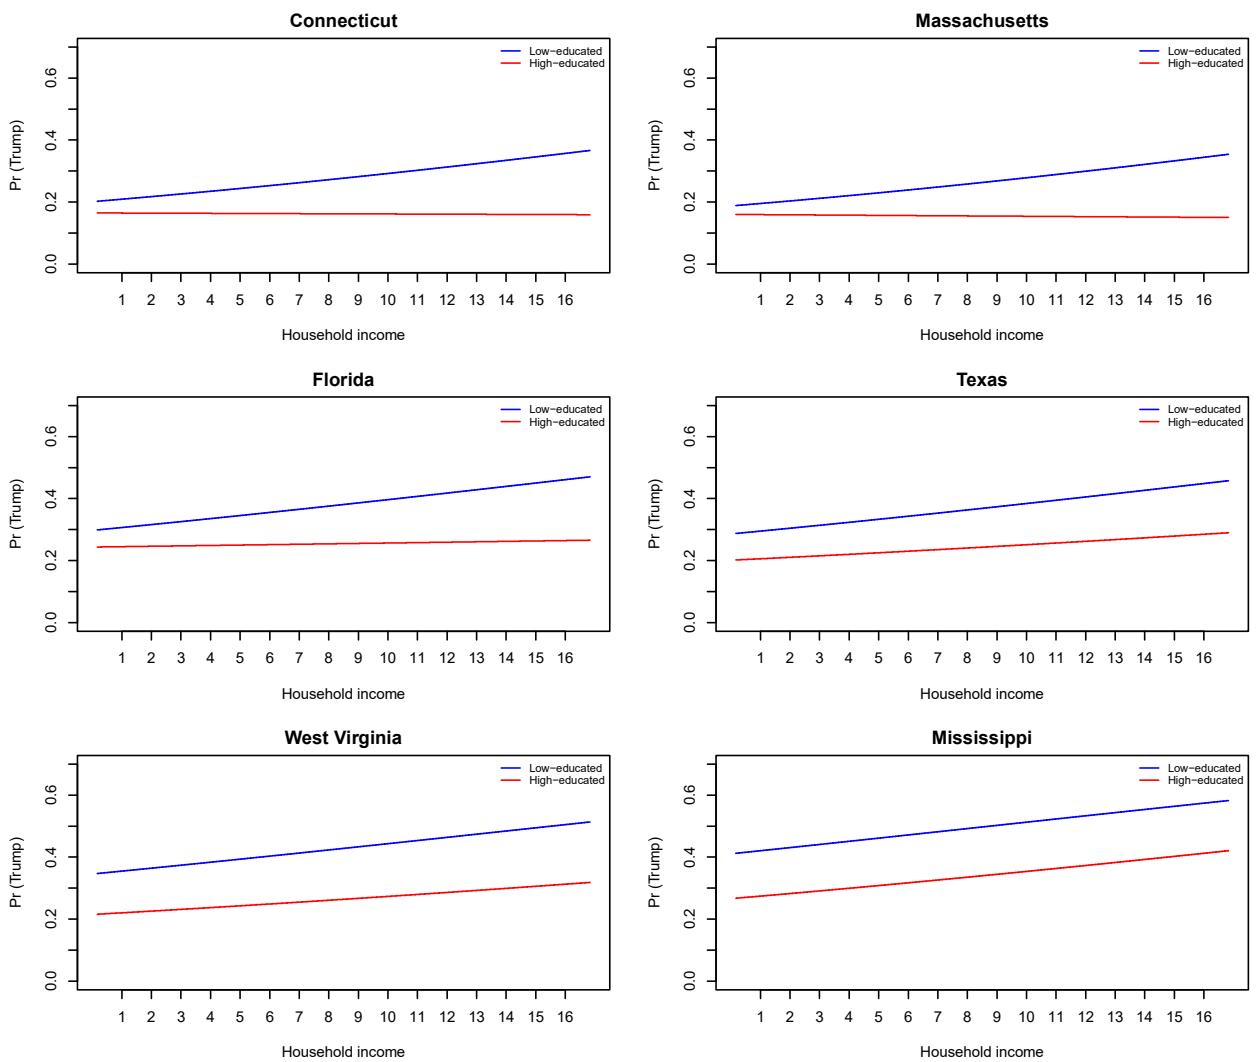 Connecticut
Pr (Trump)
0.0 0.2 0.4 0.6
Low−educated
High−educated
1 2 3 4 5 6 7 8 9 10 11 12 13 14 15 16
Household income
Massachusetts
Pr (Trump)
0.0 0.2 0.4 0.6
Low−educated
High−educated
1 2 3 4 5 6 7 8 9 10 11 12 13 14 15 16
Household income
Florida
Pr (Trump)
0.0 0.2 0.4 0.6
Low−educated
High−educated
1 2 3 4 5 6 7 8 9 10 11 12 13 14 15 16
Household income
Texas
Pr (Trump)
0.0 0.2 0.4 0.6
Low−educated
High−educated
1 2 3 4 5 6 7 8 9 10 11 12 13 14 15 16
Household income
West Virginia
Pr (Trump)
0.0 0.2 0.4 0.6
Low−educated
High−educated
1 2 3 4 5 6 7 8 9 10 11 12 13 14 15 16
Household income
Mississippi
Pr (Trump)
0.0 0.2 0.4 0.6
Low−educated
High−educated
1 2 3 4 5 6 7 8 9 10 11 12 13 14 15 16
Household income